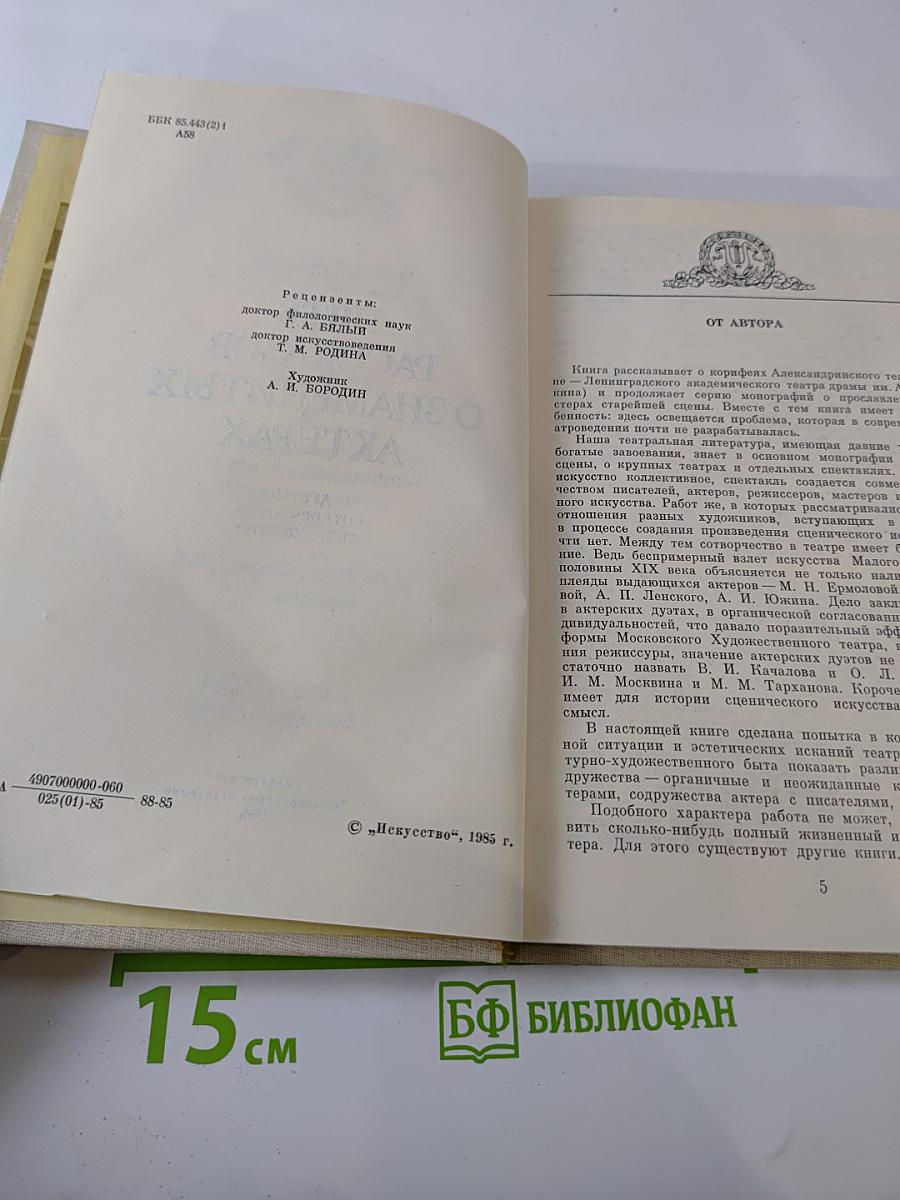 ББК 85.443(2)1
А58
Рецензенты:
доктор филологических наук
Г. А. БЯЛЫЙ
доктор искусствоведения
Т. М. РОДИНА
Художник
А. И. БОРОДИН
4907000000-060
025(01)-85
88-85
© „Искусство“, 1985 г.
ОТ АВТОРА
Книга рассказывает о корифеях Александринского теа
не — Ленинградского академического театра драмы им. А
кина) и продолжает серию монографий о прославле
стерах старейшей сцены. Вместе с тем книга имеет
бенность: здесь освещается проблема, которая в соврем
атроведении почти не разрабатывалась.
Наша театральная литература, имеющая давние т
богатые завоевания, знает в основном монографии
сцены, о крупных театрах и отдельных спектаклях.
искусство коллективное, спектакль создается совме
чеством писателей, актеров, режиссеров, мастеров и
ного искусства. Работ же, в которых рассматривалис
отношения разных художников, вступающих в
в процессе создания произведения сценического ис
чти нет. Между тем сотворчество в театре имеет б
ние. Ведь беспримерный взлет искусства Малого
половины XIX века объясняется не только нали
плеяды выдающихся актеров — М. Н. Ермоловой
вой, А. П. Ленского, А. И. Южина. Дело закл
в актерских дуэтах, в органической согласованн
дивидуальностей, что давало поразительный эфф
формы Московского Художественного театра, в
ния режиссуры, значение актерских дуэтов не
статочно назвать В. И. Качалова и О. Л.
И. М. Москвина и М. М. Тарханова. Короче
имеет для истории сценического искусства
смысл.
В настоящей книге сделана попытка в ко
ной ситуации и эстетических исканий театр
турно-художественного быта показать разли
дружества — органичные и неожиданные к
терами, содружества актера с писателями,
Подобного характера работа не может,
вить сколько-нибудь полный жизненный и
тера. Для этого существуют другие книги.
5
15 см
БФ БИБЛИОФАН